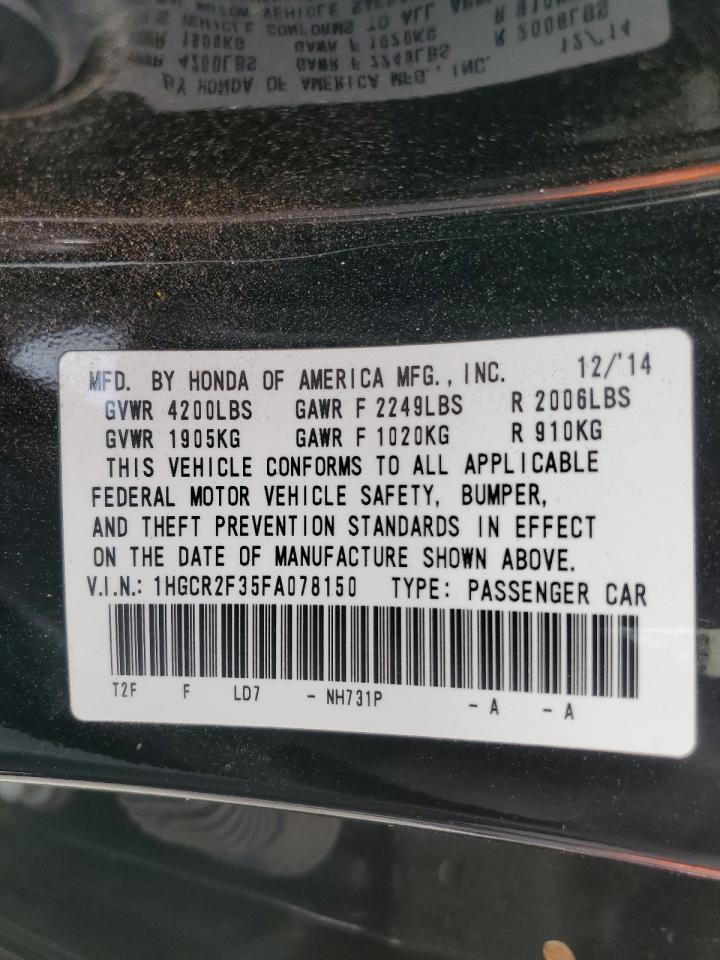 MFD. BY HONDA OF AMERICA MFG., INC. 12/'14
GVWR 4200LBS GAWR F 2249LBS R 2006LBS
GVWR 1905KG GAWR F 1020KG R 910KG
THIS VEHICLE CONFORMS TO ALL APPLICABLE
FEDERAL MOTOR VEHICLE SAFETY, BUMPER,
AND THEFT PREVENTION STANDARDS IN EFFECT
ON THE DATE OF MANUFACTURE SHOWN ABOVE.
V.I.N.: 1HGCR2F35FA078150 TYPE: PASSENGER CAR
T2F F LD7 - NH731P - A - A